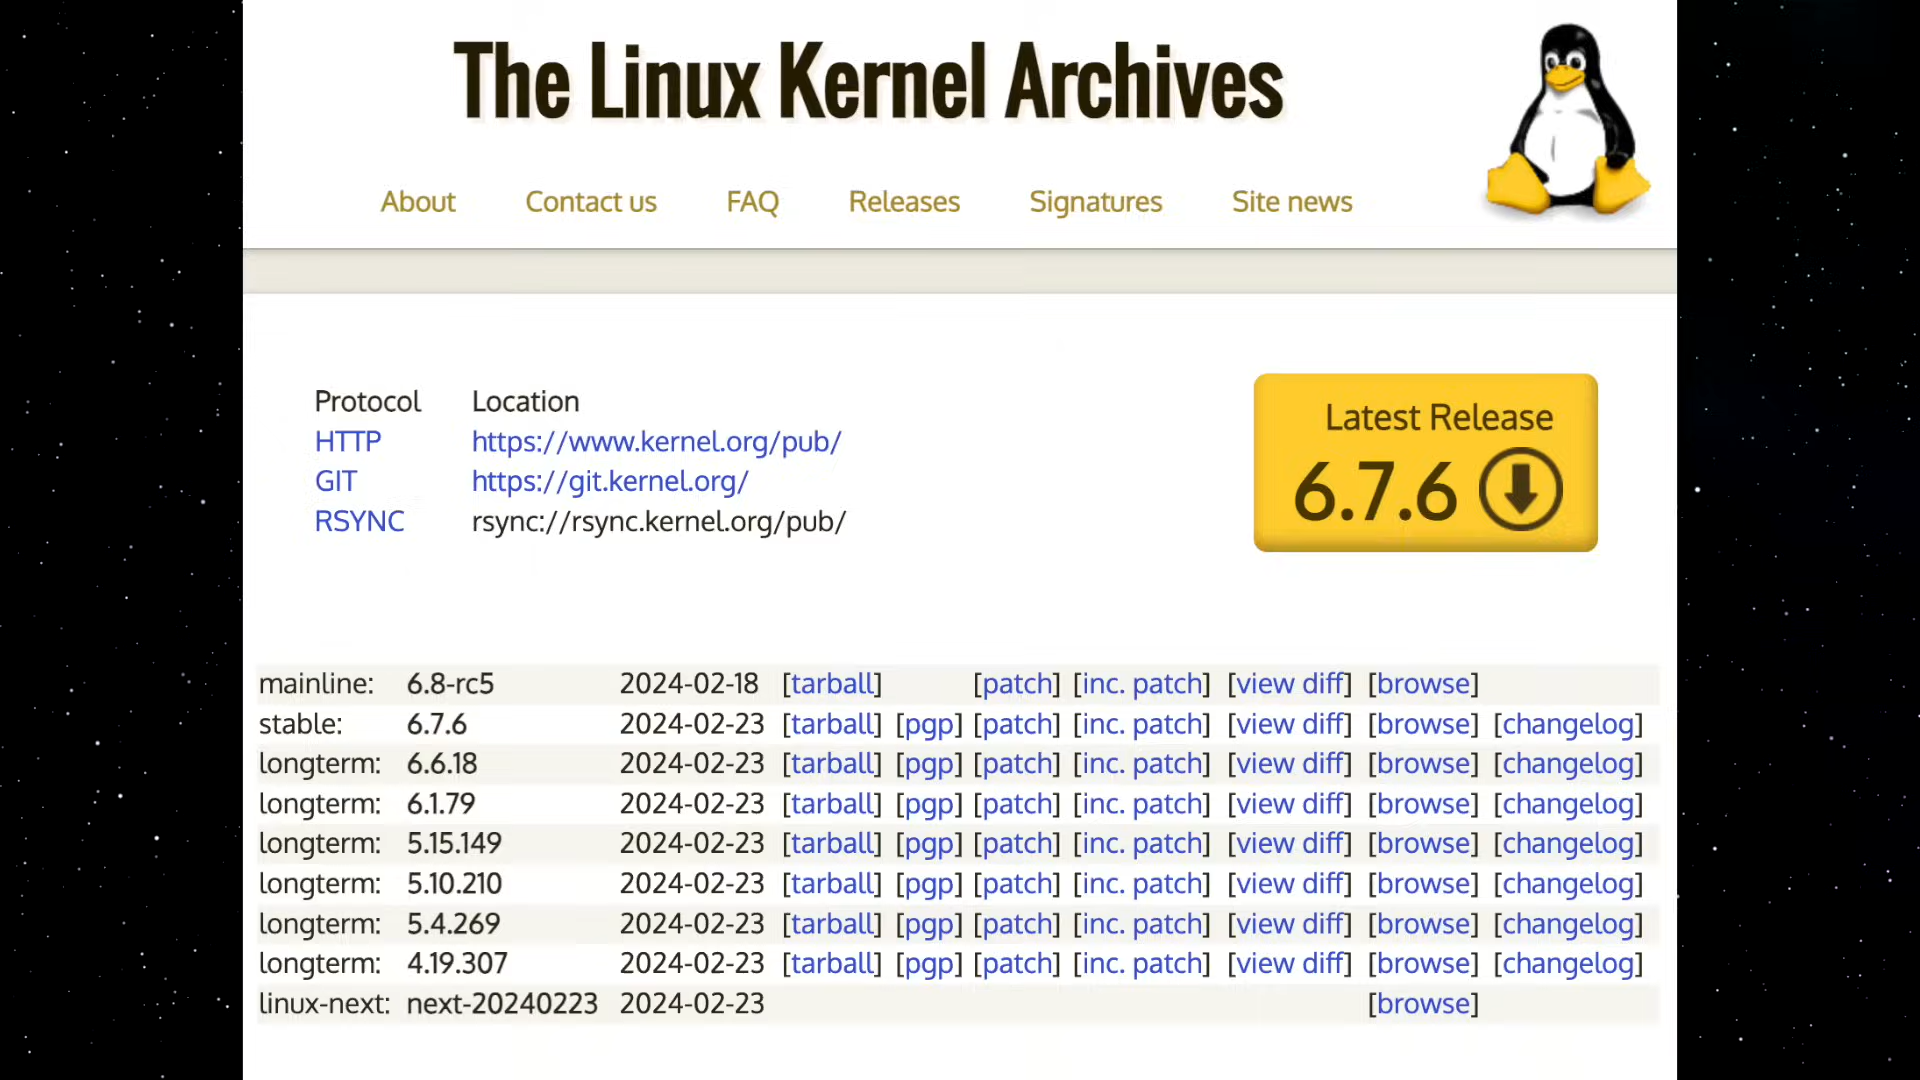 The Linux Kernel Archives
About Contact us FAQ Releases Signatures Site news
Protocol Location
HTTP https://www.kernel.org/pub/
GIT https://git.kernel.org/
RSYNC rsync://rsync.kernel.org/pub/
Latest Release
6.7.6
mainline: 6.8-rc5 2024-02-18 [tarball] [patch] [inc. patch] [view diff] [browse]
stable: 6.7.6 2024-02-23 [tarball] [pgp] [patch] [inc. patch] [view diff] [browse] [changelog]
longterm: 6.6.18 2024-02-23 [tarball] [pgp] [patch] [inc. patch] [view diff] [browse] [changelog]
longterm: 6.1.79 2024-02-23 [tarball] [pgp] [patch] [inc. patch] [view diff] [browse] [changelog]
longterm: 5.15.149 2024-02-23 [tarball] [pgp] [patch] [inc. patch] [view diff] [browse] [changelog]
longterm: 5.10.210 2024-02-23 [tarball] [pgp] [patch] [inc. patch] [view diff] [browse] [changelog]
longterm: 5.4.269 2024-02-23 [tarball] [pgp] [patch] [inc. patch] [view diff] [browse] [changelog]
longterm: 4.19.307 2024-02-23 [tarball] [pgp] [patch] [inc. patch] [view diff] [browse] [changelog]
linux-next: next-20240223 2024-02-23 [browse]